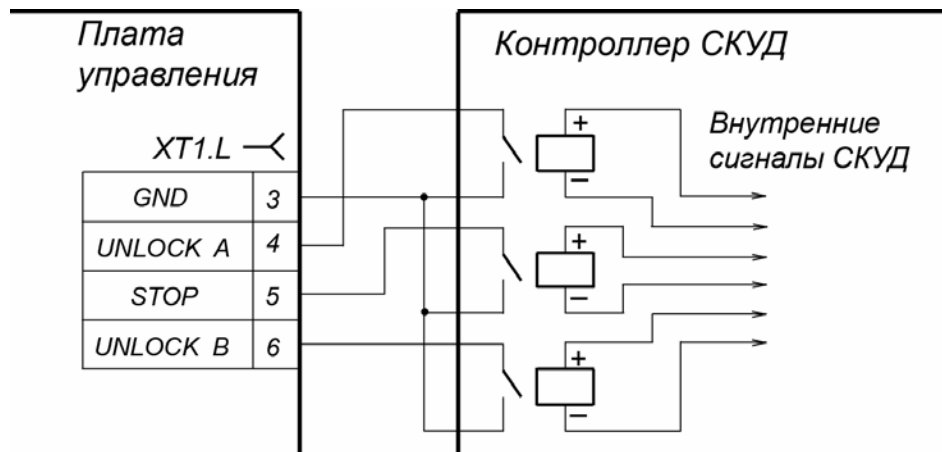 Плата
управления
Контроллер СКУД
XT1.L
GND 3
UNLOCK A 4
STOP 5
UNLOCK B 6
Внутренние
сигналы СКУД
+
−
+
−
+
−